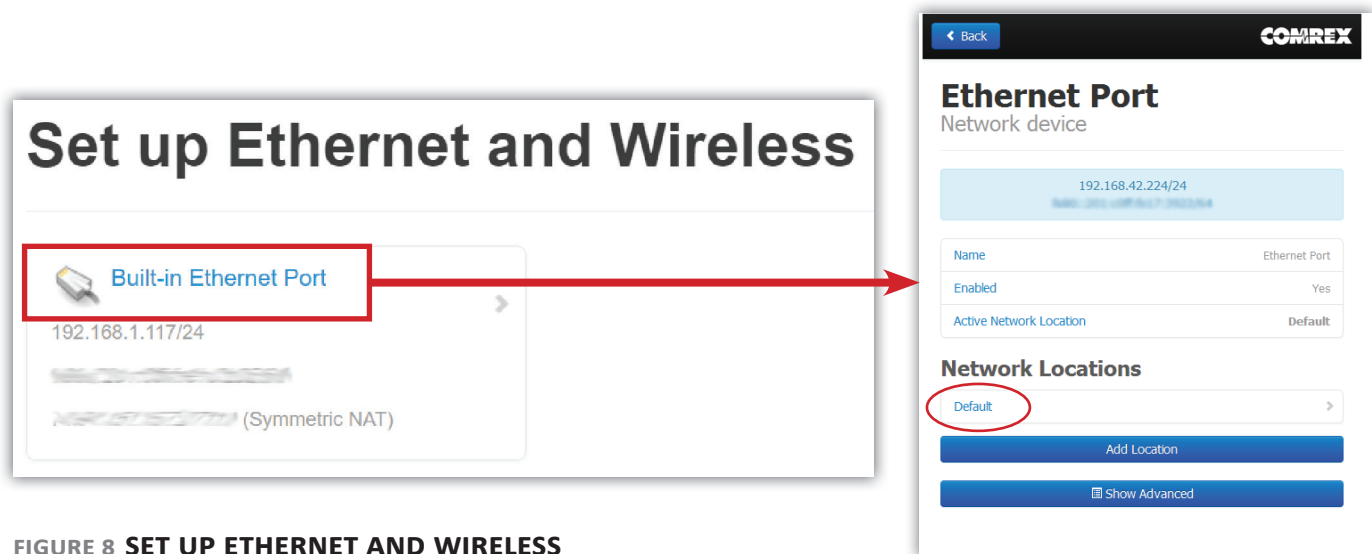 Set up Ethernet and Wireless
Built-in Ethernet Port
192.168.1.117/24
(Symmetric NAT)
FIGURE 8 SET UP ETHERNET AND WIRELESS
Back
COMREX
Ethernet Port
Network device
192.168.42.224/24
Name Ethernet Port
Enabled Yes
Active Network Location Default
Network Locations
Default
Add Location
Show Advanced